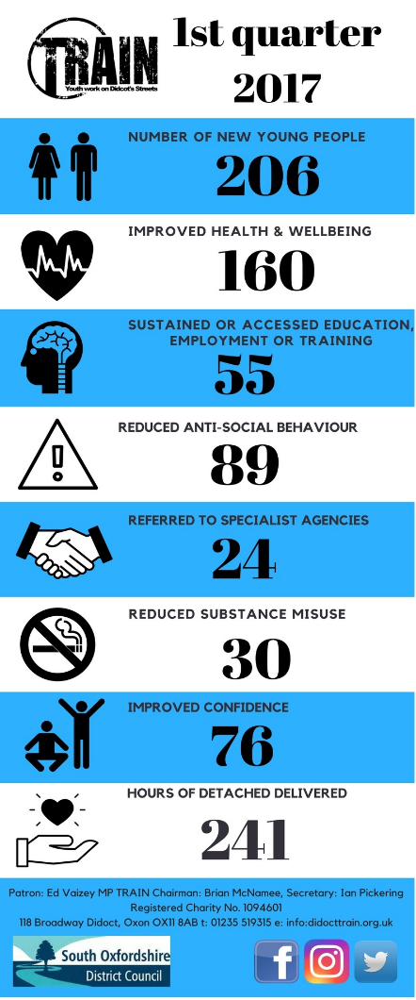 TRAIN
Youth work on Didcot's Streets
1st quarter
2017
NUMBER OF NEW YOUNG PEOPLE
206
IMPROVED HEALTH & WELLBEING
160
SUSTAINED OR ACCESSED EDUCATION,
EMPLOYMENT OR TRAINING
55
REDUCED ANTI-SOCIAL BEHAVIOUR
89
REFERRED TO SPECIALIST AGENCIES
24
REDUCED SUBSTANCE MISUSE
30
IMPROVED CONFIDENCE
76
HOURS OF DETACHED DELIVERED
241
Patron: Ed Vaizey MP TRAIN Chairman: Brian McNamee, Secretary: Ian Pickering
Registered Charity No. 1094601
118 Broadway Didoct, Oxon OX11 8AB t: 01235 519315 e: info:didocttrain.org.uk
South Oxfordshire
District Council